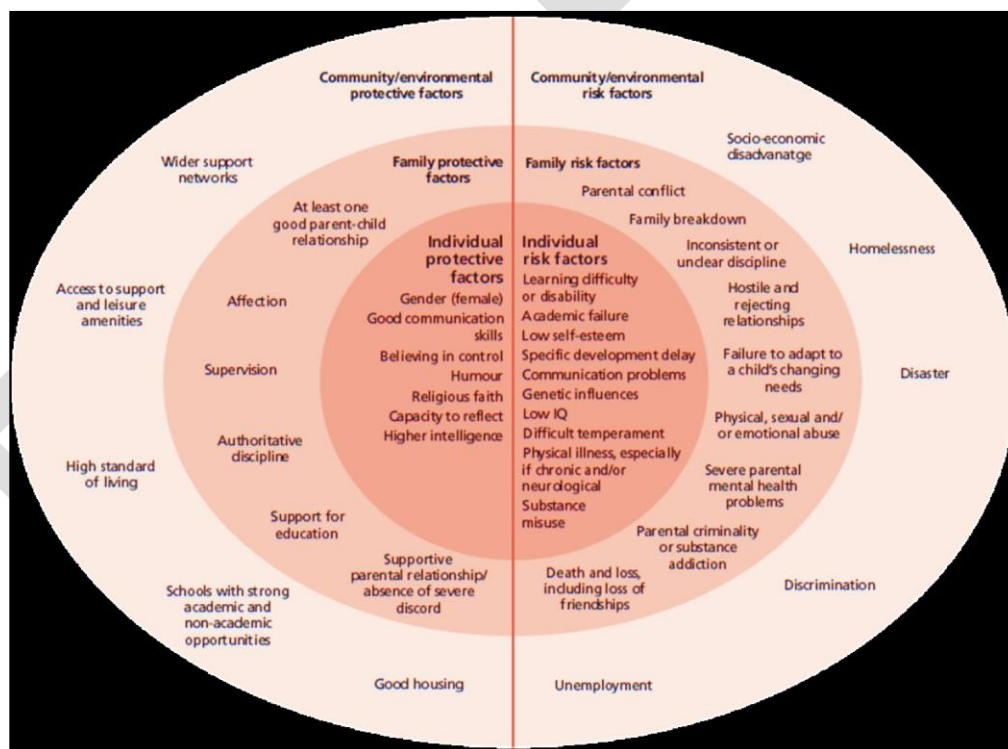 Community/environmental
protective factors
Wider support
networks
Access to support
and leisure
amenities
High standard
of living
Schools with strong
academic and
non-academic
opportunities
Good housing
Family protective
factors
At least one
good parent-child
relationship
Affection
Supervision
Authoritative
discipline
Support for
education
Supportive
parental relationship/
absence of severe
discord
Individual
protective
factors
Gender (female)
Good communication
skills
Believing in control
Humour
Religious faith
Capacity to reflect
Higher intelligence
Community/environmental
risk factors
Socio-economic
disadvanatge
Homelessness
Disaster
Discrimination
Unemployment
Family risk factors
Parental conflict
Family breakdown
Inconsistent or
unclear discipline
Hostile and
rejecting
relationships
Failure to adapt to
a child's changing
needs
Physical, sexual and/
or emotional abuse
Severe parental
mental health
problems
Parental criminality
or substance
addiction
Death and loss,
including loss of
friendships
Individual
risk factors
Learning difficulty
or disability
Academic failure
Low self-esteem
Specific development delay
Communication problems
Genetic influences
Low IQ
Difficult temperament
Physical illness, especially
if chronic and/or
neurological
Substance
misuse